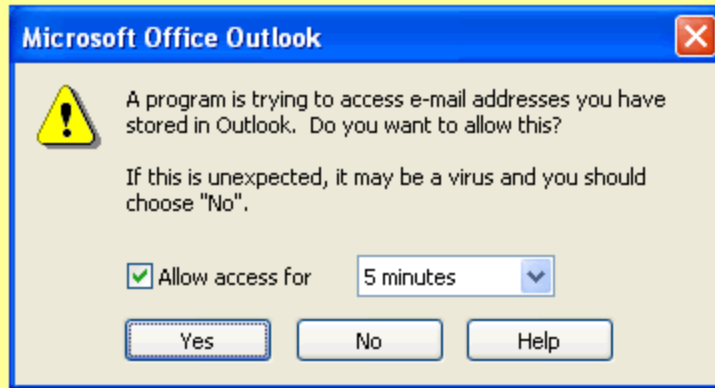 Microsoft Office Outlook
A program is trying to access e-mail addresses you have
stored in Outlook. Do you want to allow this?
If this is unexpected, it may be a virus and you should
choose "No".
Allow access for 5 minutes
Yes No Help